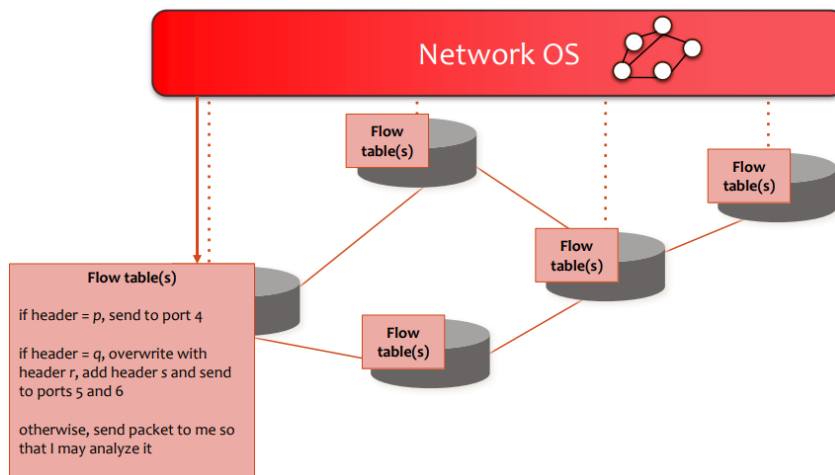 Network OS
Flow
table(s)
Flow
table(s)
Flow
table(s)
Flow table(s)
if header = p, send to port 4
if header = q, overwrite with
header r, add header s and send
to ports 5 and 6
otherwise, send packet to me so
that I may analyze it
Flow
table(s)